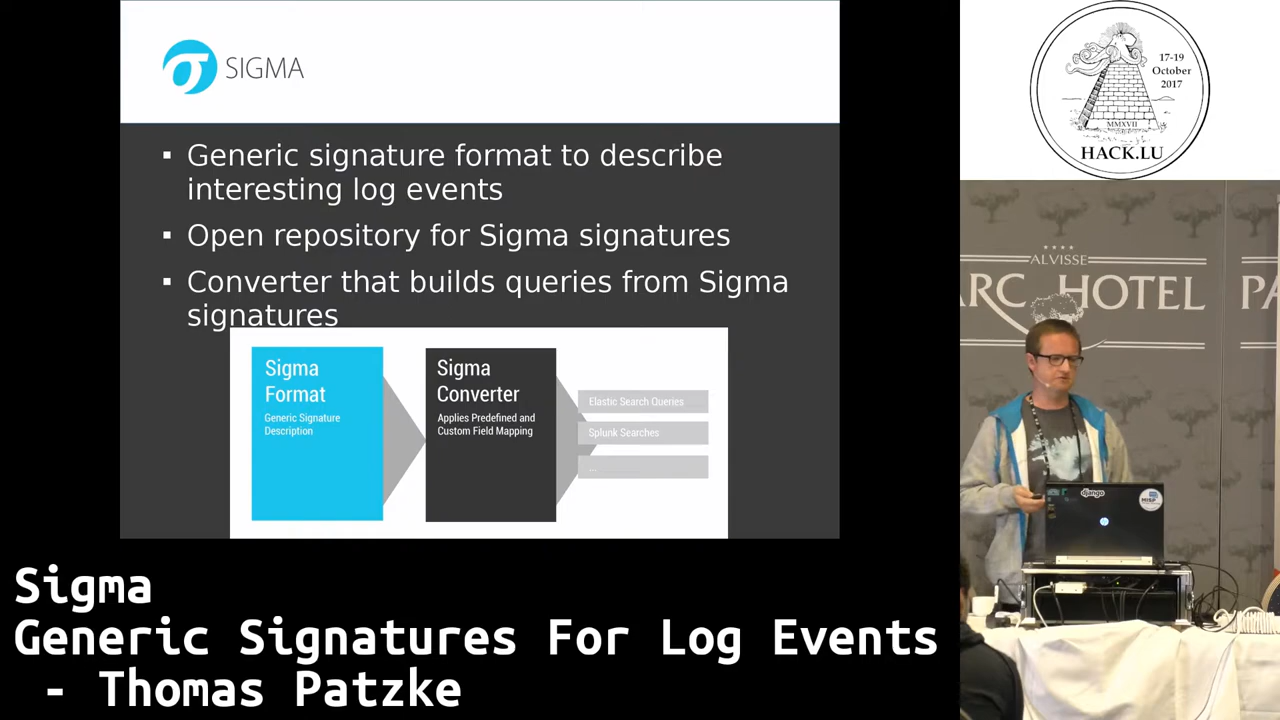 SIGMA
▪ Generic signature format to describe
interesting log events
▪ Open repository for Sigma signatures
▪ Converter that builds queries from Sigma
signatures
Sigma
Format
Generic Signature
Description
Sigma
Converter
Applies Predefined and
Custom Field Mapping
Elastic Search Queries
Splunk Searches
...
17-19
October
2017
MMXVII
HACK.LU
ALVISSE
ARC HOTEL PA
django
MISP
Sigma
Generic Signatures For Log Events
- Thomas Patzke